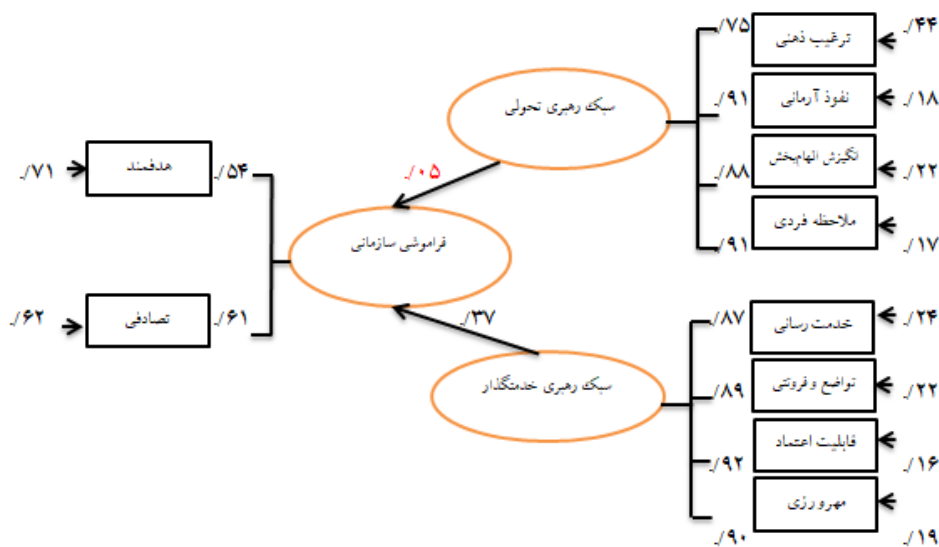 ./۴۴
ترغیب ذهنی
./۷۵
سبک رهبری تحولی
./۱۸
نفوذ آرمانی
./۹۱
./۲۲
نگیزش الهام‌بخش
./۸۸
./۱۷
ملاحظه فردی
./۹۱
./۰۵
./۵۴
هدفمند
./۷۱
فراموشی سازمانی
./۶۱
تصادفی
./۶۲
./۳۷
./۲۴
خدمت رسانی
./۸۷
سبک رهبری خدمتگذار
./۲۲
تواضع و فروتنی
./۸۹
./۱۶
قابلیت اعتماد
./۹۲
مهرورزی
./۱۹
./۹۰